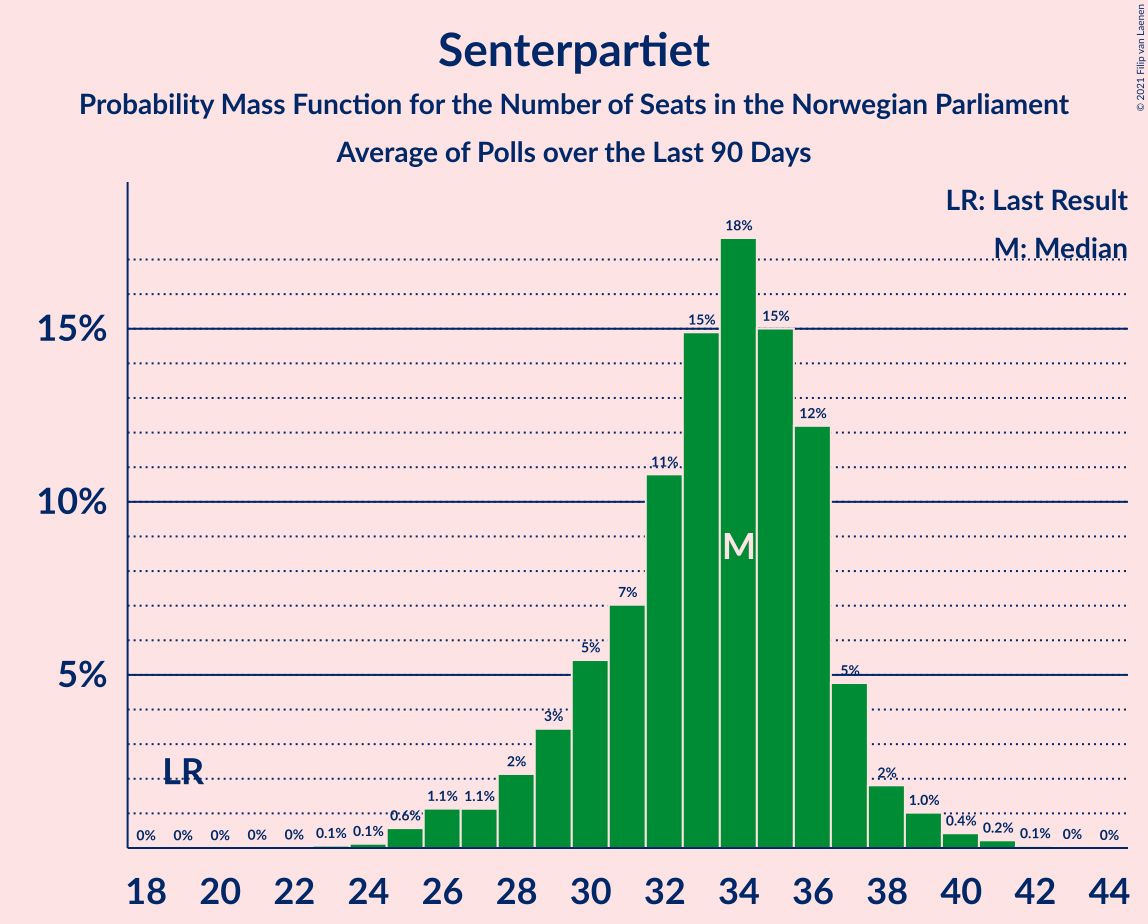 Senterpartiet
Probability Mass Function for the Number of Seats in the Norwegian Parliament
Average of Polls over the Last 90 Days
© 2021 Filip van Laenen
LR: Last Result
M: Median
15%
10%
5%
0% 0% 0% 0% 0% 0.1% 0.1% 0.6% 1.1% 1.1% 2% 3% 5% 7% 11% 15% 18% 15% 12% 5% 2% 1.0% 0.4% 0.2% 0.1% 0% 0%
M
LR
18 20 22 24 26 28 30 32 34 36 38 40 42 44